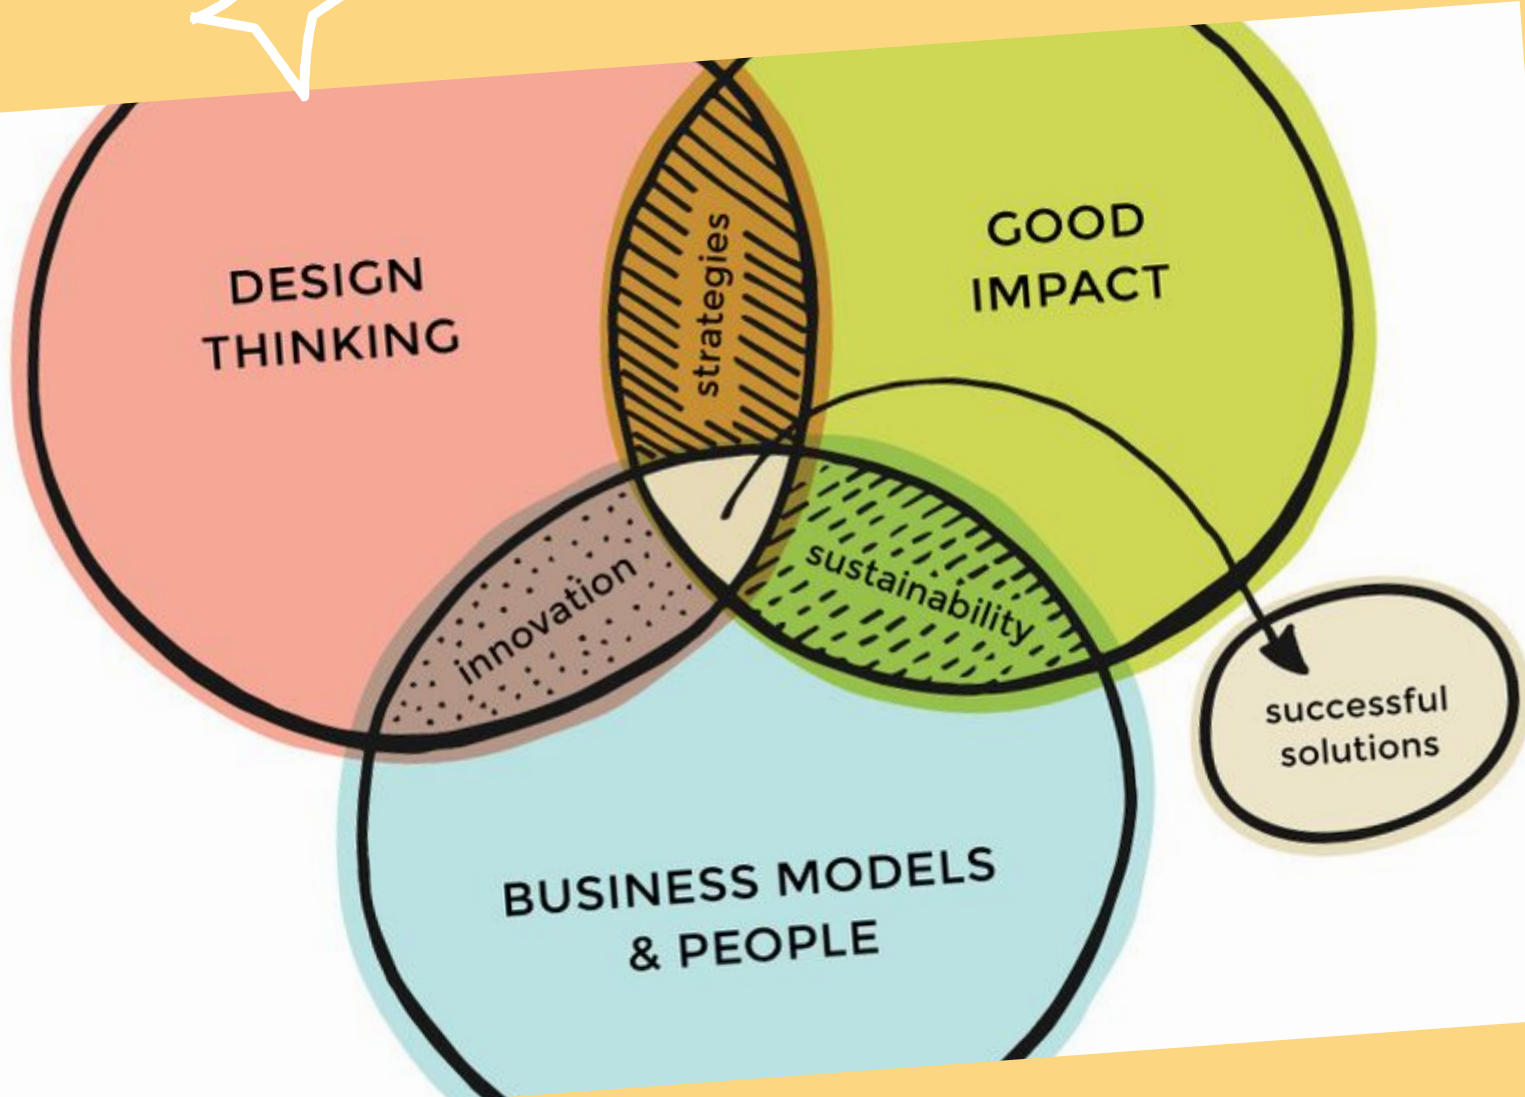 DESIGN
THINKING
strategies
GOOD
IMPACT
innovation
sustainability
successful
solutions
BUSINESS MODELS
& PEOPLE